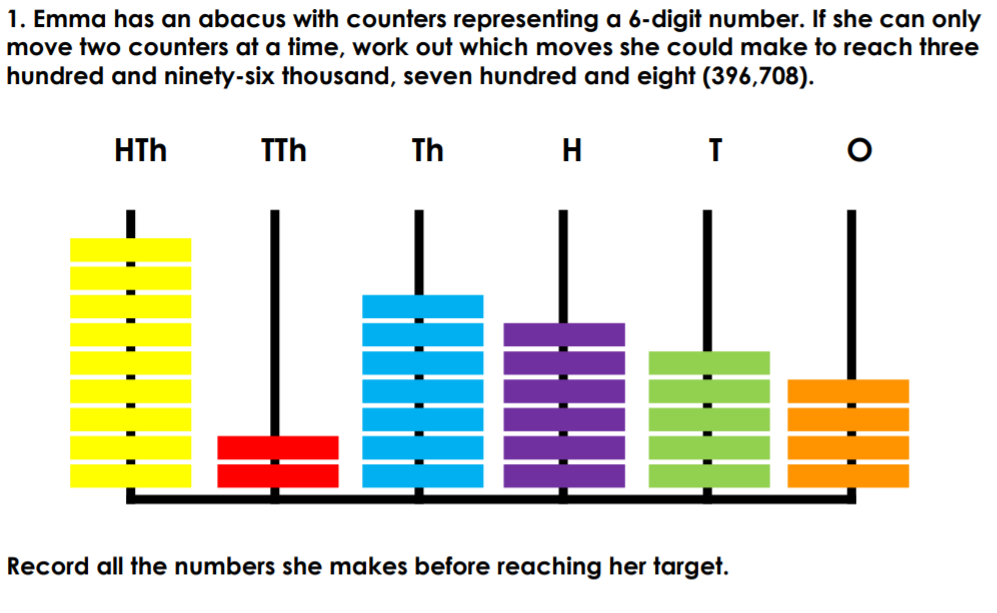 1. Emma has an abacus with counters representing a 6-digit number. If she can only
move two counters at a time, work out which moves she could make to reach three
hundred and ninety-six thousand, seven hundred and eight (396,708).
HTh TTh Th H T O
Record all the numbers she makes before reaching her target.